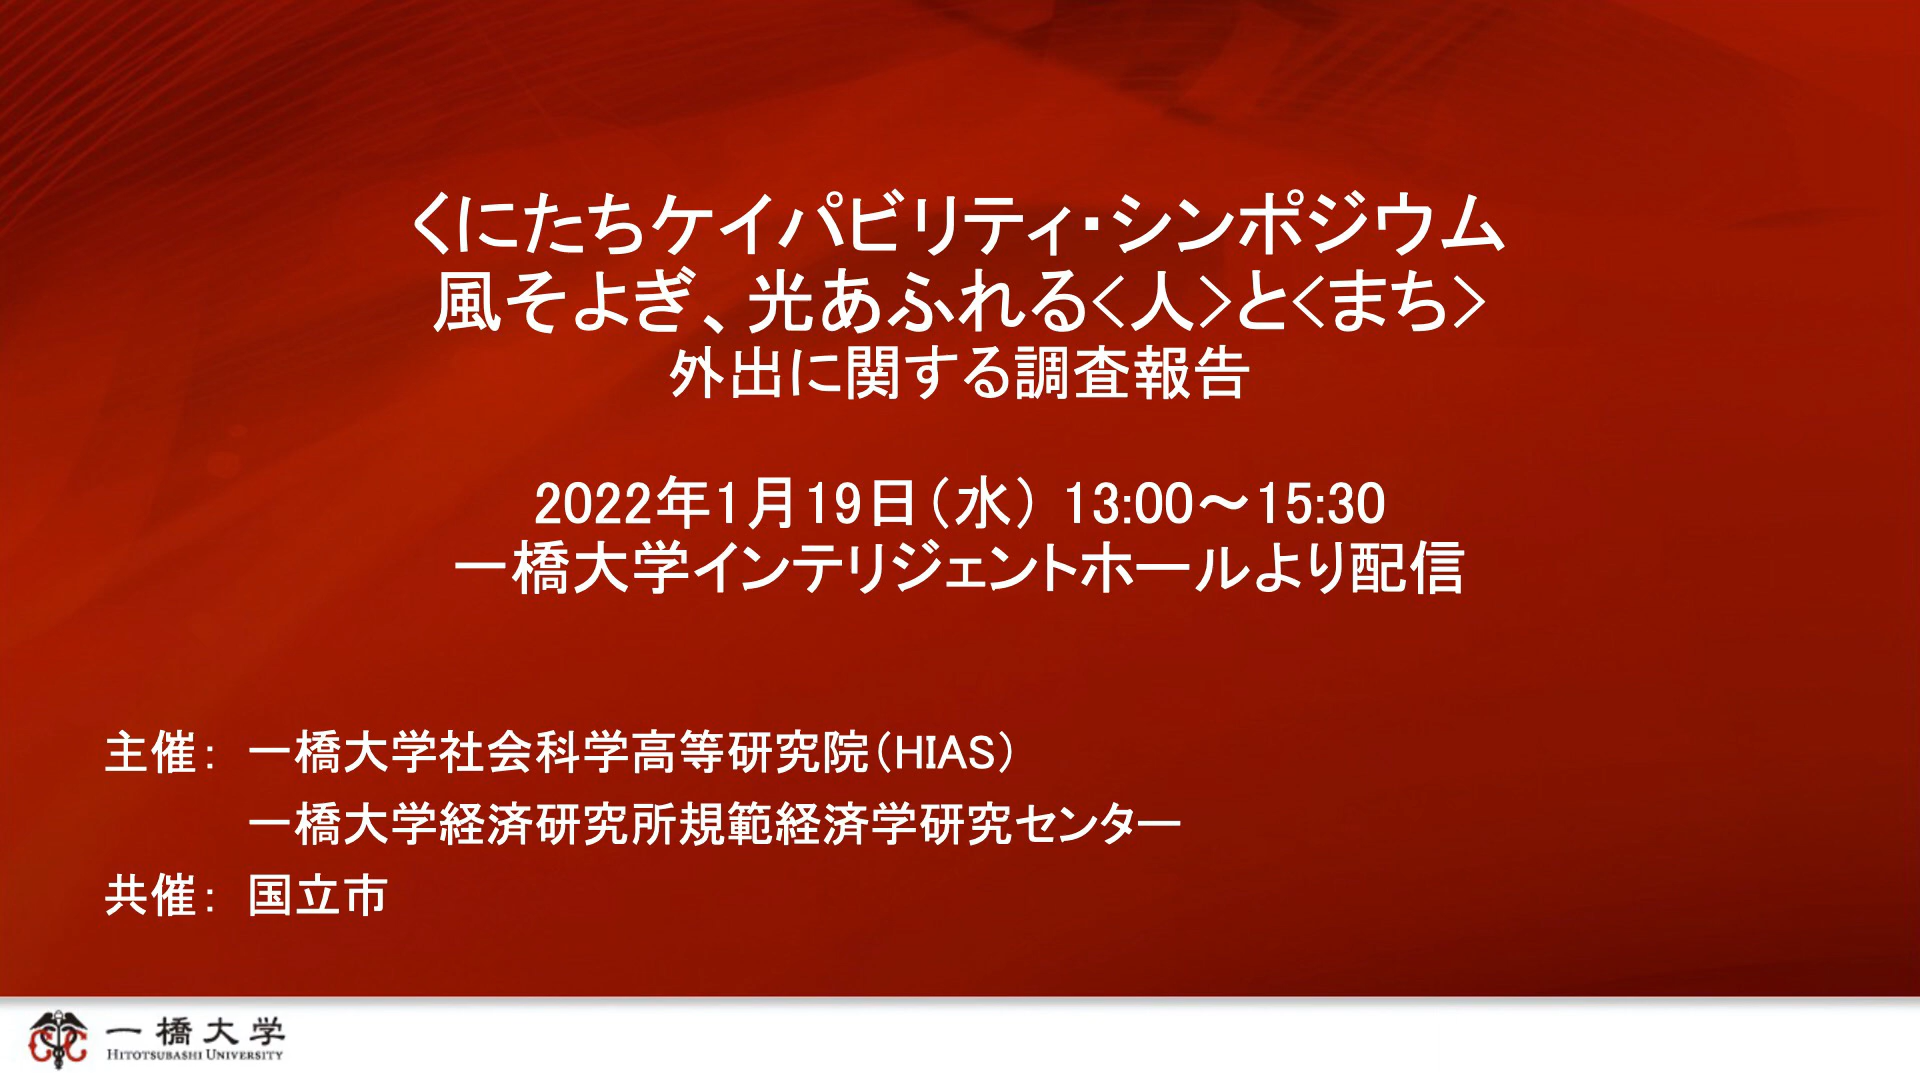 くにたちケイパビリティ・シンポジウム
風そよぎ、光あふれる<人>と<まち>
外出に関する調査報告
2022年1月19日（水） 13:00～15:30
一橋大学インテリジェントホールより配信
主催： 一橋大学社会科学高等研究院（HIAS）
一橋大学経済研究所規範経済学研究センター
共催： 国立市
一橋大学
HITOTSUBASHI UNIVERSITY